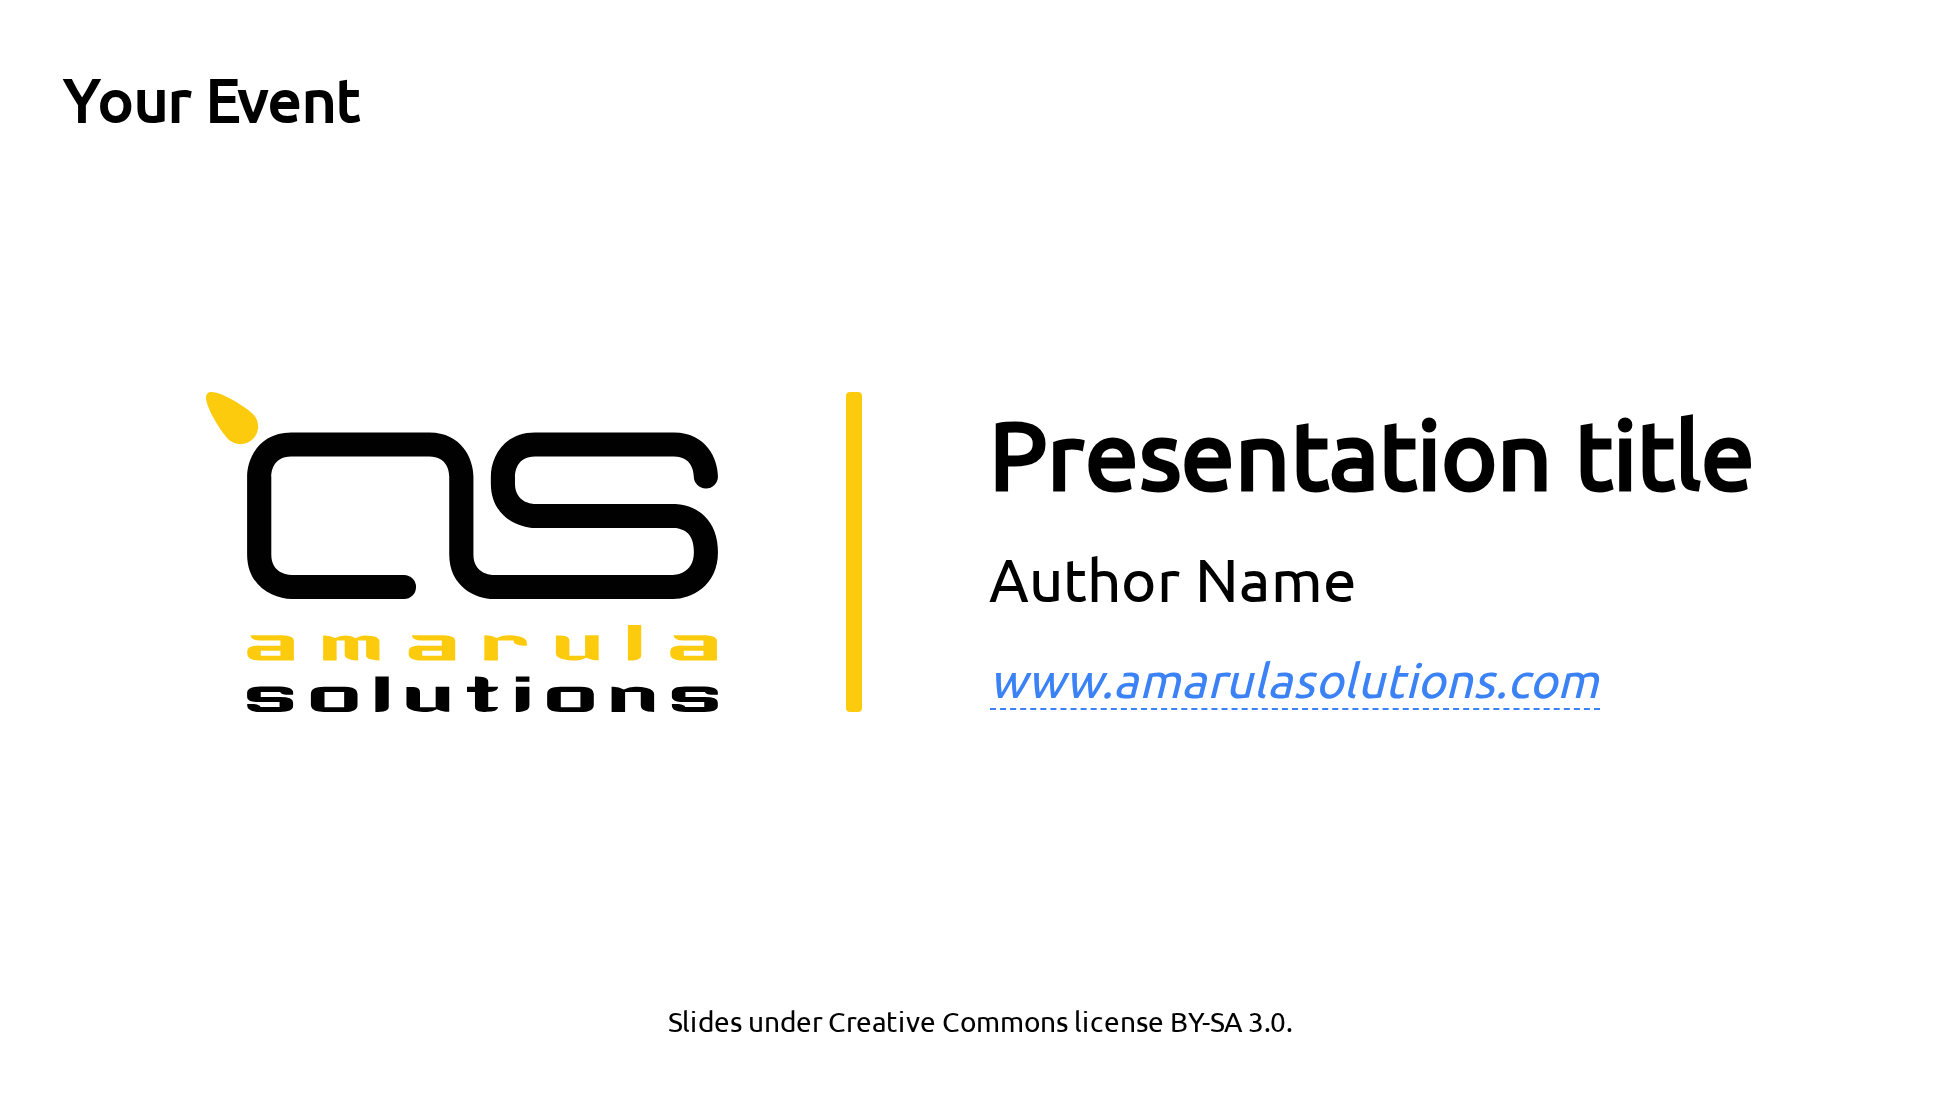 Your Event
amarula
solutions
Presentation title
Author Name
www.amarulasolutions.com
Slides under Creative Commons license BY-SA 3.0.